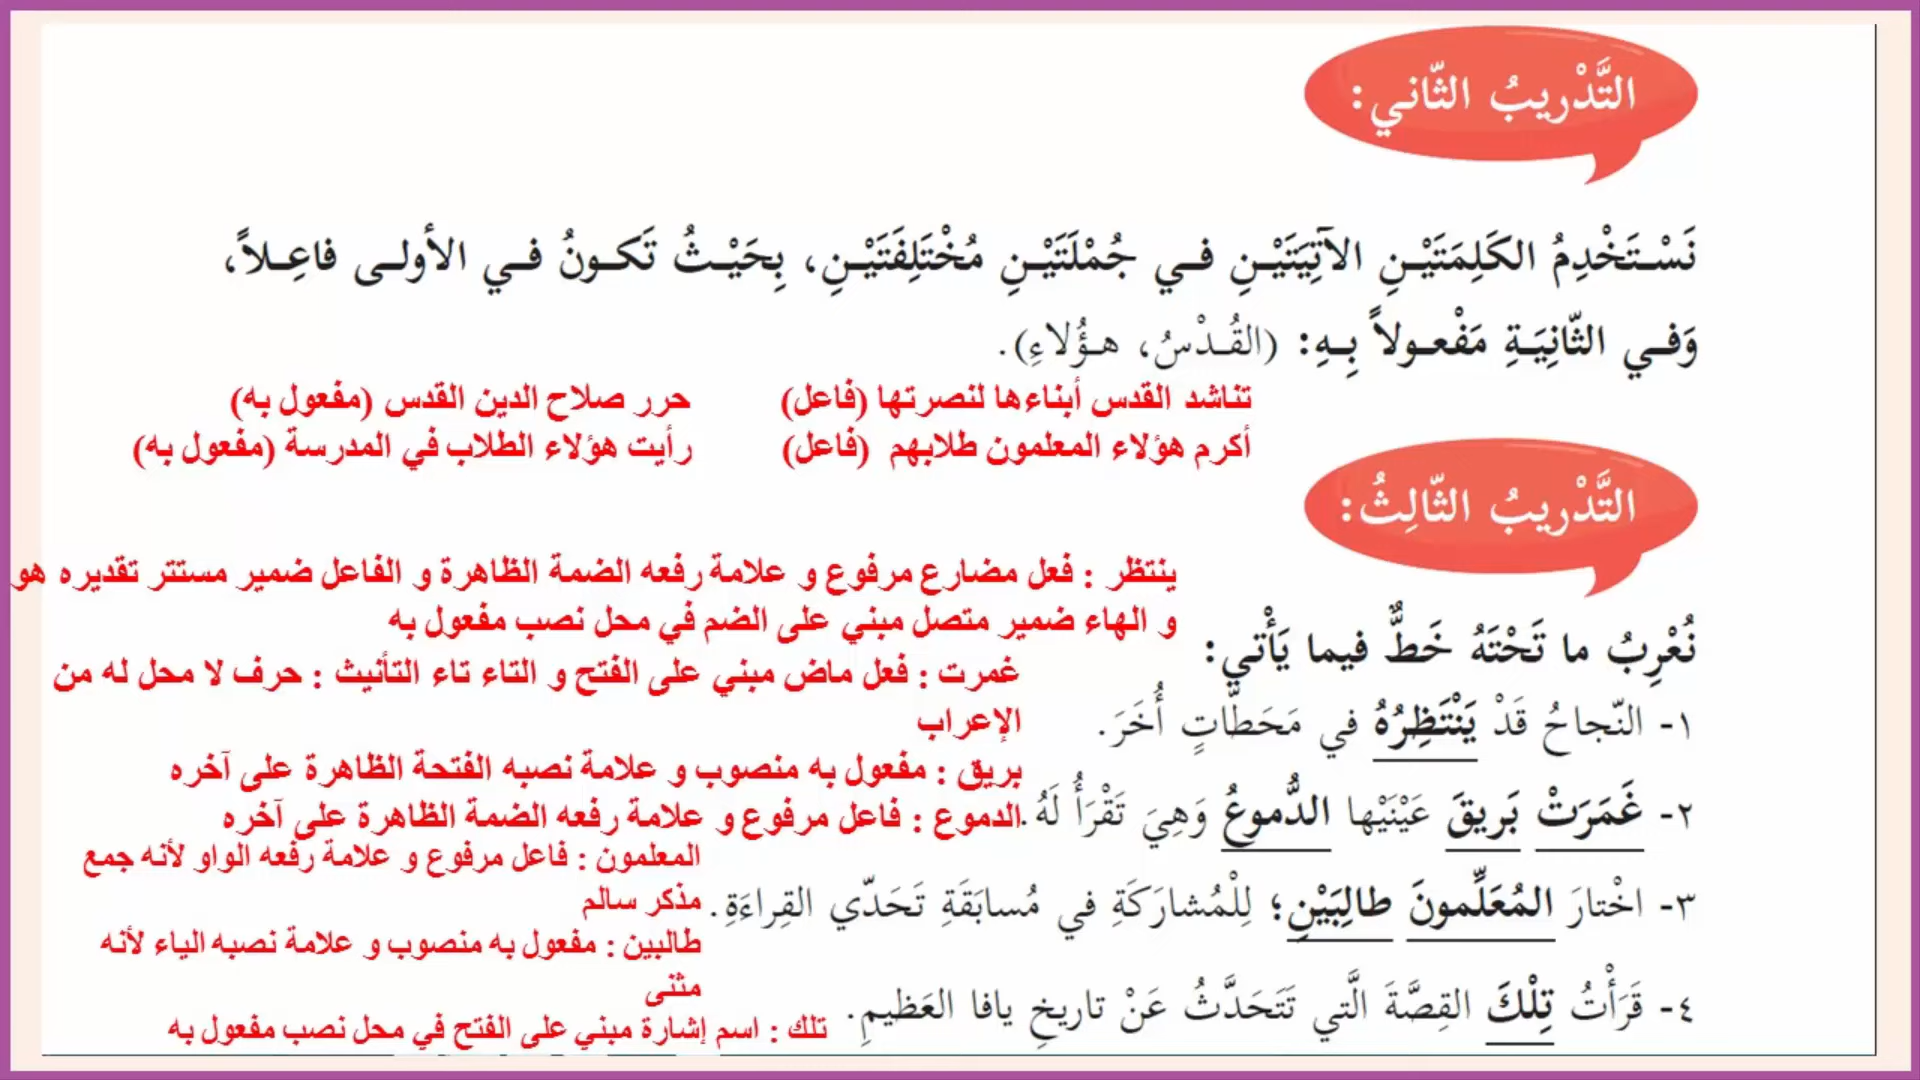 التَّدْريبُ الثّاني:
نَسْتَخْدِمُ الكَلِمَتَيْنِ الآتِيَتَيْنِ في جُمْلَتَيْنِ مُخْتَلِفَتَيْنِ، بِحَيْثُ تَكونُ في الأولى فاعِلاً،
وَفي الثّانِيَةِ مَفْعولاً بِهِ: (القُدْسُ، هؤُلاءِ).
تناشد القدس أبناءها لنصرتها (فاعل) حرر صلاح الدين القدس (مفعول به)
أكرم هؤلاء المعلمون طلابهم (فاعل) رأيت هؤلاء الطلاب في المدرسة (مفعول به)
التَّدْريبُ الثّالِثُ:
ينتظر : فعل مضارع مرفوع و علامة رفعه الضمة الظاهرة و الفاعل ضمير مستتر تقديره هو
و الهاء ضمير متصل مبني على الضم في محل نصب مفعول به
نُعْرِبُ ما تَحْتَهُ خَطٌّ فيما يَأْتي:
غمرت : فعل ماض مبني على الفتح و التاء تاء التأنيث : حرف لا محل له من
الإعراب
١- النّجاحُ قَدْ يَنْتَظِرُهُ في مَحَطّاتٍ أُخَرَ.
بريق : مفعول به منصوب و علامة نصبه الفتحة الظاهرة على آخره
٢- غَمَرَتْ بَريقَ عَيْنَيْها الدُّموعُ وَهِيَ تَقْرَأُ لَهُ.
الدموع : فاعل مرفوع و علامة رفعه الضمة الظاهرة على آخره
المعلمون : فاعل مرفوع و علامة رفعه الواو لأنه جمع
مذكر سالم
٣- اخْتارَ المُعَلِّمونَ طالِبَيْنِ؛ لِلْمُشارَكَةِ في مُسابَقَةِ تَحَدّي القِراءَةِ.
طالبين : مفعول به منصوب و علامة نصبه الياء لأنه
مثنى
٤- قَرَأْتُ تِلْكَ القِصَّةَ الَّتي تَتَحَدَّثُ عَنْ تاريخِ يافا العَظيمِ.
تلك : اسم إشارة مبني على الفتح في محل نصب مفعول به